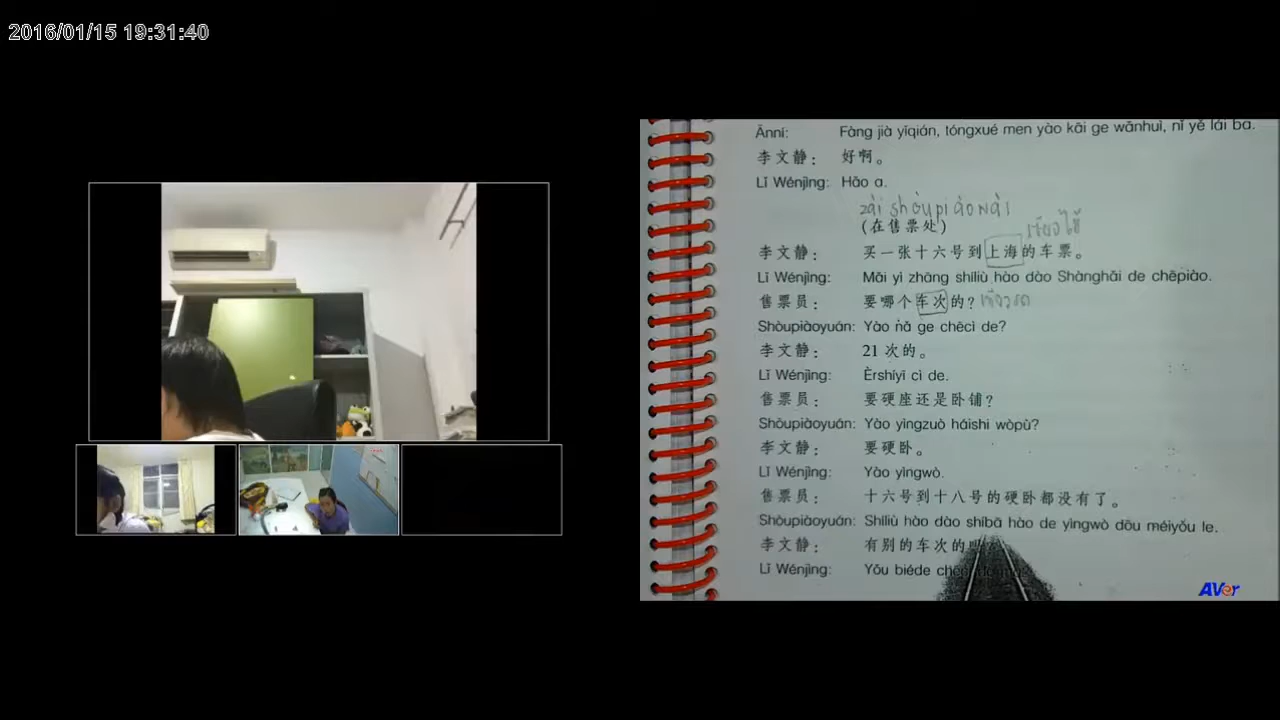 2016/01/15 19:31:40
Ānní: Fàng jià yǐqián, tóngxué men yào kāi ge wǎnhuì, nǐ yě lái ba.
李文静： 好啊。
Lǐ Wénjìng: Hǎo a.
zài shòupiàonài
(在售票处)
李文静： 买一张十六号到上海的车票。
Lǐ Wénjìng: Mǎi yì zhāng shíliù hào dào Shànghǎi de chēpiào.
售票员： 要哪个车次的？
Shòupiàoyuán: Yào nǎ ge chēcì de?
李文静： 21 次的。
Lǐ Wénjìng: Èrshíyī cì de.
售票员： 要硬座还是卧铺？
Shòupiàoyuán: Yào yìngzuò háishi wòpù?
李文静： 要硬卧。
Lǐ Wénjìng: Yào yìngwò.
售票员： 十六号到十八号的硬卧都没有了。
Shòupiàoyuán: Shíliù hào dào shíbā hào de yìngwò dōu méiyǒu le.
李文静： 有别的车次的吗
Lǐ Wénjìng: Yǒu biéde
AVer